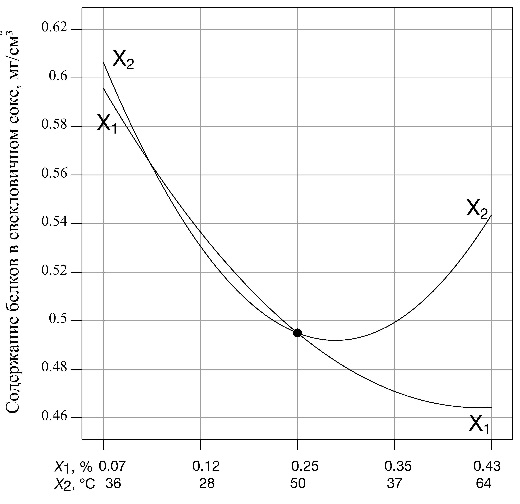 Содержание белков в свекловичном соке, мг/см³
0.62
0.6
0.58
0.56
0.54
0.52
0.5
0.48
0.46
X₂
X₁
X₂
X₁
X₁, % 0.07 0.12 0.25 0.35 0.43
X₂, °C 36 28 50 37 64